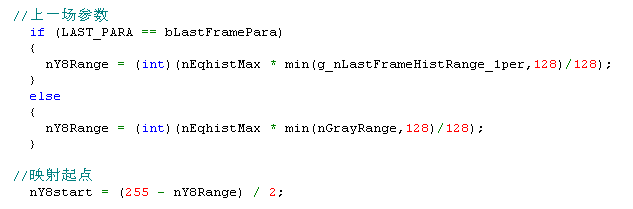 //上一场参数
if (LAST_PARA == bLastFramePara)
{
nY8Range = (int)(nEqhistMax * min(g_nLastFrameHistRange_1per,128)/128);
}
else
{
nY8Range = (int)(nEqhistMax * min(nGrayRange,128)/128);
}
//映射起点
nY8start = (255 - nY8Range) / 2;